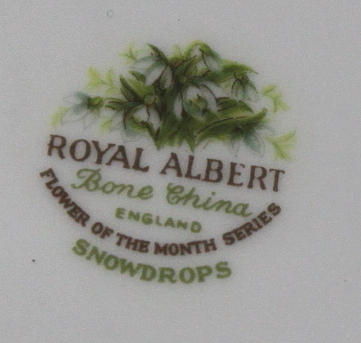 ROYAL ALBERT
Bone China
ENGLAND
FLOWER OF THE MONTH SERIES
SNOWDROPS